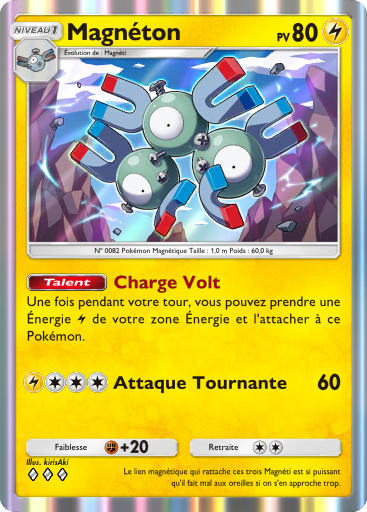 NIVEAU 1
Magnéton
PV 80
Évolution de : Magnéti
N° 0082 Pokémon Magnétique Taille : 1,0 m Poids : 60,0 kg
Talent Charge Volt
Une fois pendant votre tour, vous pouvez prendre une
Énergie de votre zone Énergie et l'attacher à ce
Pokémon.
Attaque Tournante 60
Faiblesse +20 Retraite
Illus. kirisAki
Le lien magnétique qui rattache ces trois Magnéti est si puissant
qu'il fait mal aux oreilles si on s'en approche trop.